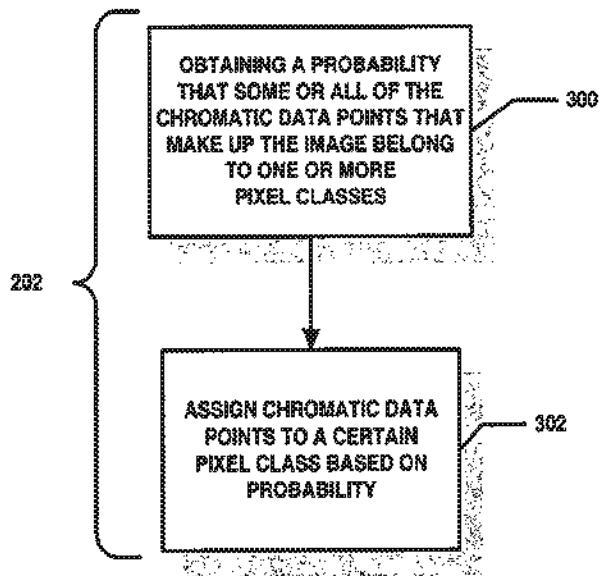 OBTAINING A PROBABILITY
THAT SOME OR ALL OF THE
CHROMATIC DATA POINTS THAT
MAKE UP THE IMAGE BELONG
TO ONE OR MORE
PIXEL CLASSES
300
202
ASSIGN CHROMATIC DATA
POINTS TO A CERTAIN
PIXEL CLASS BASED ON
PROBABILITY
302